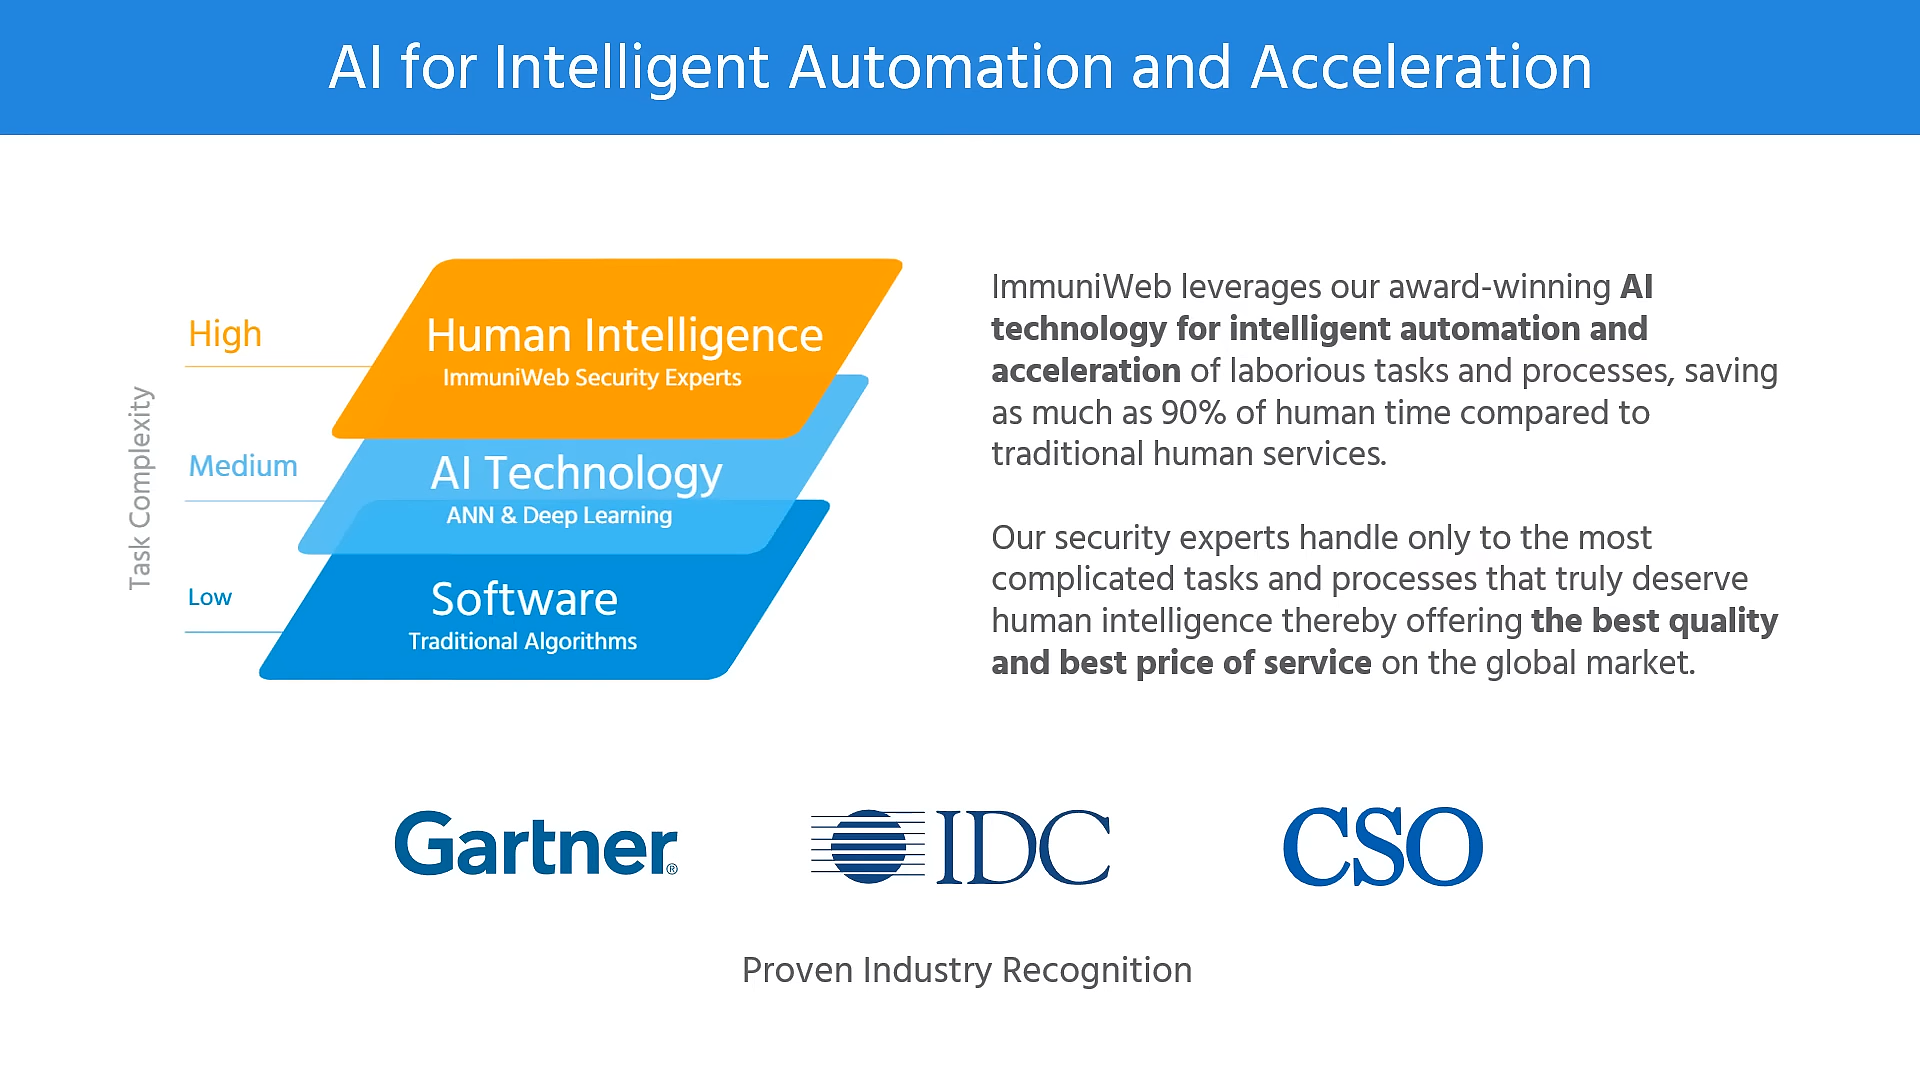 AI for Intelligent Automation and Acceleration
Task Complexity
High
Human Intelligence
ImmuniWeb Security Experts
Medium
AI Technology
ANN & Deep Learning
Low
Software
Traditional Algorithms
ImmuniWeb leverages our award-winning AI
technology for intelligent automation and
acceleration of laborious tasks and processes, saving
as much as 90% of human time compared to
traditional human services.
Our security experts handle only to the most
complicated tasks and processes that truly deserve
human intelligence thereby offering the best quality
and best price of service on the global market.
Gartner®
IDC
CSO
Proven Industry Recognition